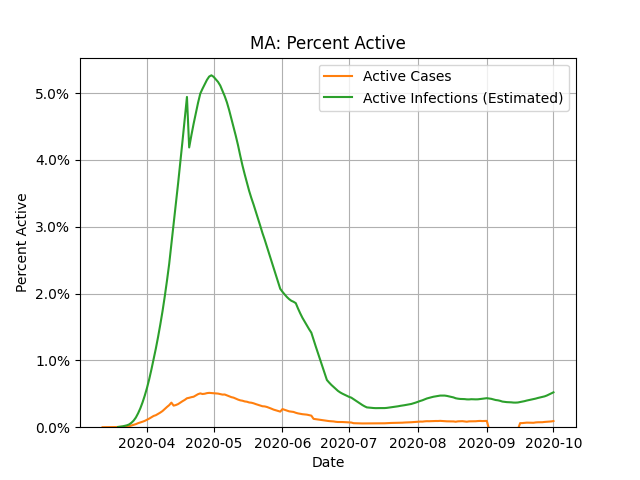 MA: Percent Active
Active Cases
Active Infections (Estimated)
5.0%
4.0%
3.0%
2.0%
1.0%
0.0%
Percent Active
2020-04 2020-05 2020-06 2020-07 2020-08 2020-09 2020-10
Date